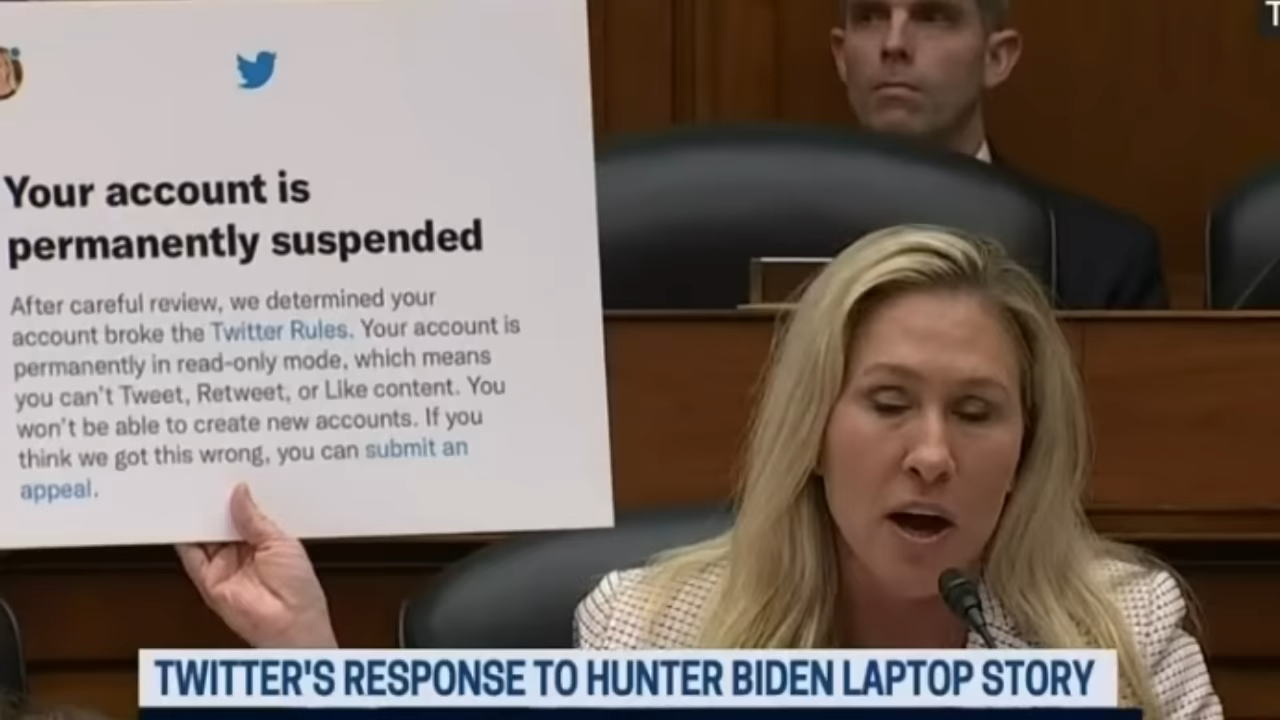 Your account is
permanently suspended
After careful review, we determined your
account broke the Twitter Rules. Your account is
permanently in read-only mode, which means
you can't Tweet, Retweet, or Like content. You
won't be able to create new accounts. If you
think we got this wrong, you can submit an
appeal.
TWITTER'S RESPONSE TO HUNTER BIDEN LAPTOP STORY